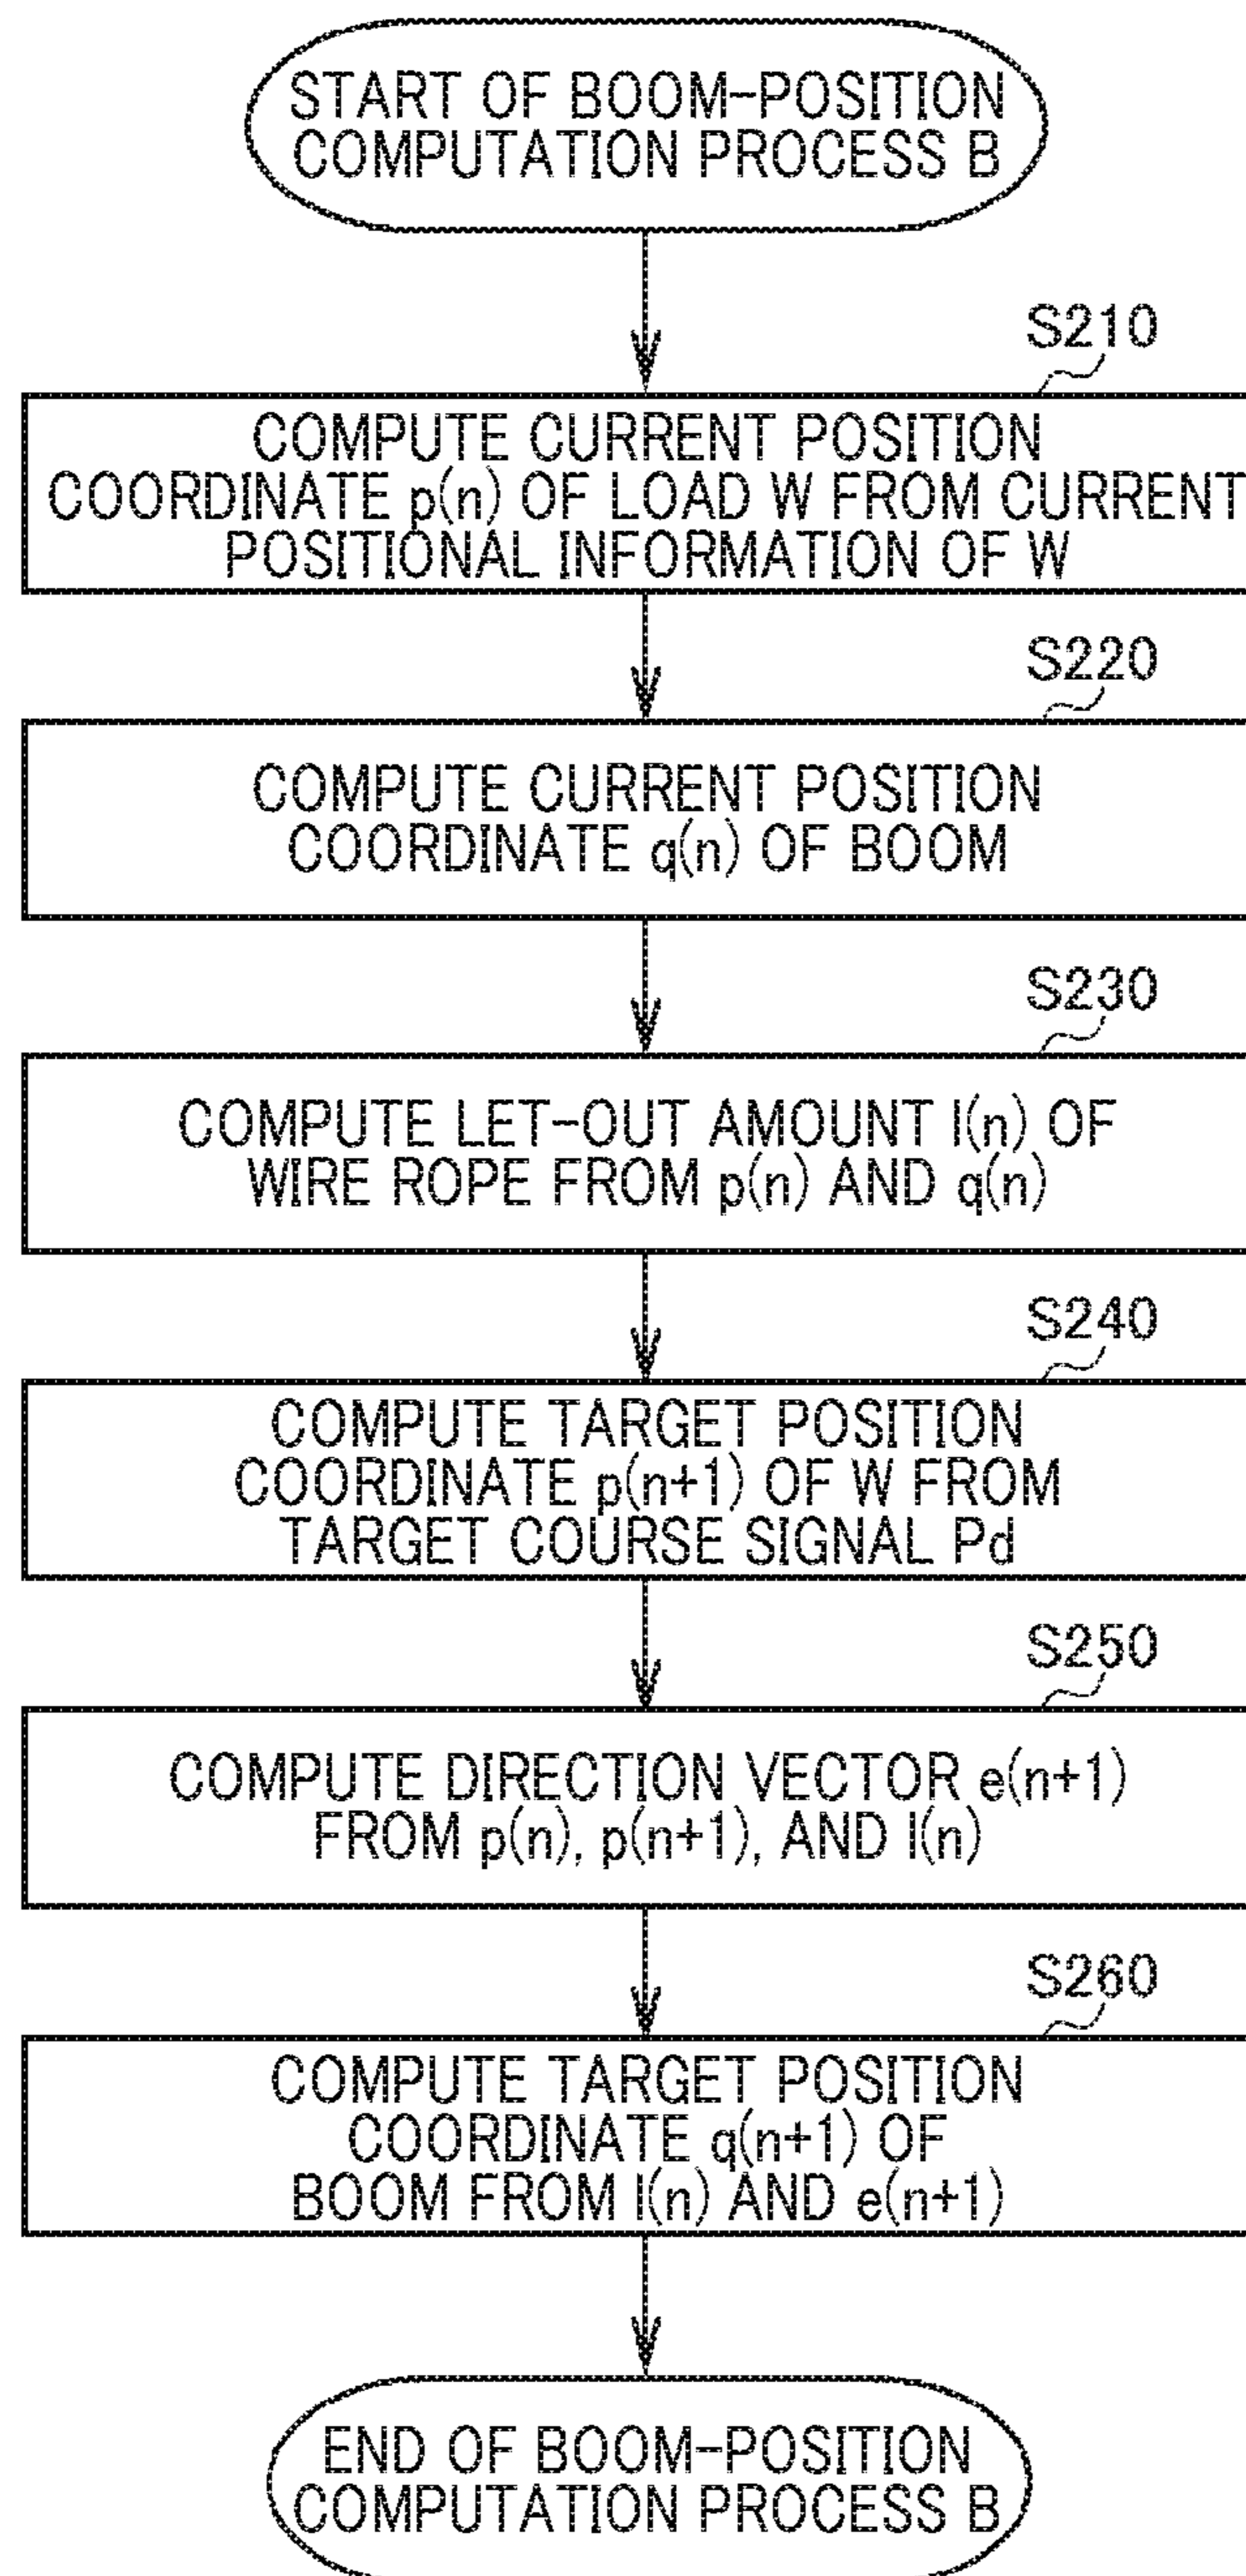 START OF BOOM-POSITION
COMPUTATION PROCESS B
S210
COMPUTE CURRENT POSITION
COORDINATE p(n) OF LOAD W FROM CURRENT
POSITIONAL INFORMATION OF W
S220
COMPUTE CURRENT POSITION
COORDINATE q(n) OF BOOM
S230
COMPUTE LET-OUT AMOUNT l(n) OF
WIRE ROPE FROM p(n) AND q(n)
S240
COMPUTE TARGET POSITION
COORDINATE p(n+1) OF W FROM
TARGET COURSE SIGNAL Pd
S250
COMPUTE DIRECTION VECTOR e(n+1)
FROM p(n), p(n+1), AND l(n)
S260
COMPUTE TARGET POSITION
COORDINATE q(n+1) OF
BOOM FROM l(n) AND e(n+1)
END OF BOOM-POSITION
COMPUTATION PROCESS B